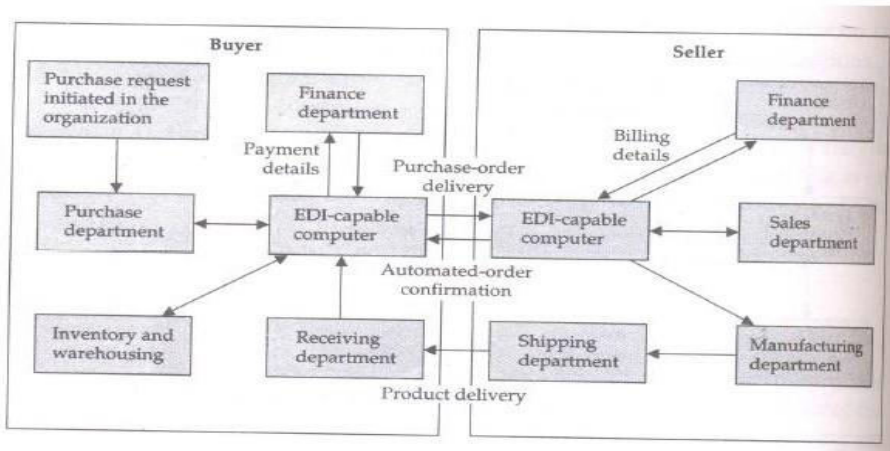 Buyer
Seller
Purchase request
initiated in the
organization
Finance
department
Finance
department
Payment
details
Billing
details
Purchase-order
delivery
Purchase
department
EDI-capable
computer
EDI-capable
computer
Sales
department
Automated-order
confirmation
Inventory and
warehousing
Receiving
department
Shipping
department
Manufacturing
department
Product delivery